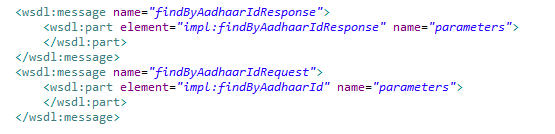 <wsdl:message name="findByAadhaarIdResponse">
<wsdl:part element="impl:findByAadhaarIdResponse" name="parameters">
</wsdl:part>
</wsdl:message>
<wsdl:message name="findByAadhaarIdRequest">
<wsdl:part element="impl:findByAadhaarId" name="parameters">
</wsdl:part>
</wsdl:message>